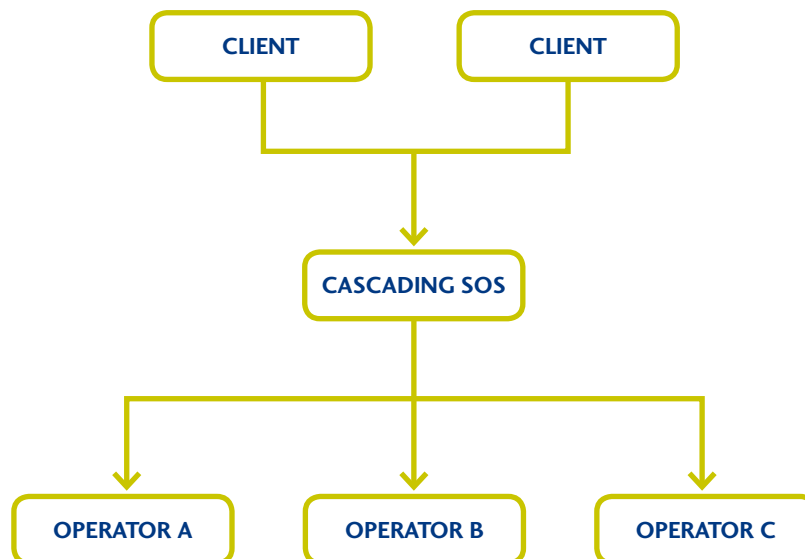 CLIENT
CLIENT
CASCADING SOS
OPERATOR A
OPERATOR B
OPERATOR C